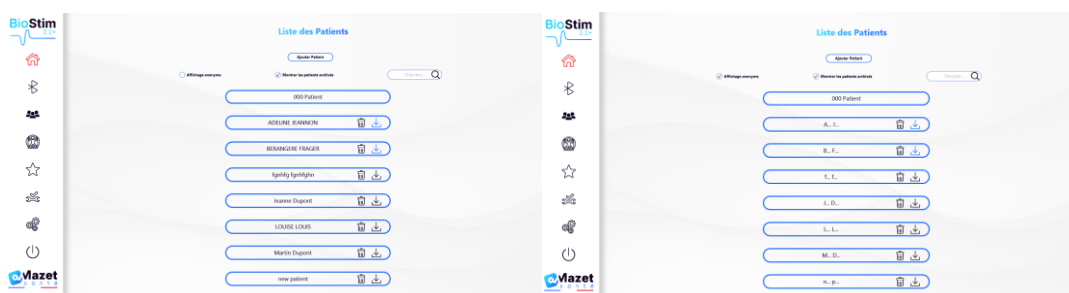 BioStim
2.2+
Liste des Patients
Ajouter Patient
Affichage anonyme
Montrer les patients archivés
Chercher...
000 Patient
ADELINE JEANNON
BERANGERE FRAGER
fgnhfg fgnhfghn
Jeanne Dupont
LOUISE LOUIS
Martin Dupont
new patient
Mazet
santé
BioStim
2.2+
Liste des Patients
Ajouter Patient
Affichage anonyme
Montrer les patients archivés
Chercher...
000 Patient
A... J...
B... F...
f... f...
J... D...
L... L...
M... D...
n... p...
Mazet
santé